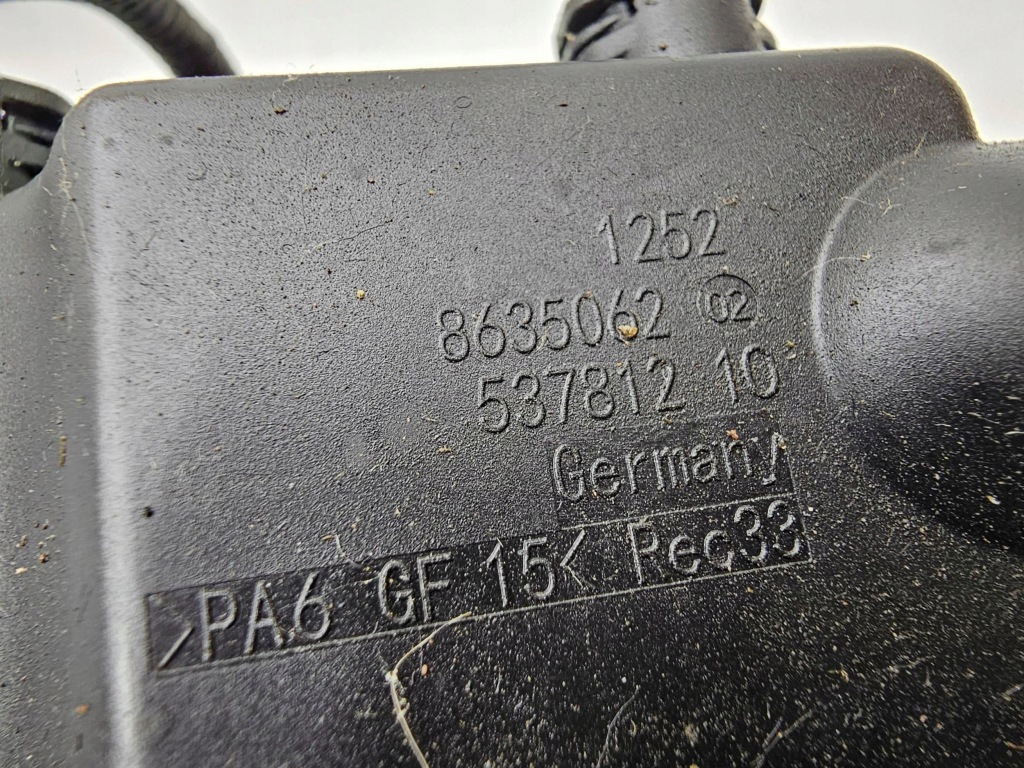 1252
8635062 02
537812 10
Germany
>PA6 GF 15< Rec33